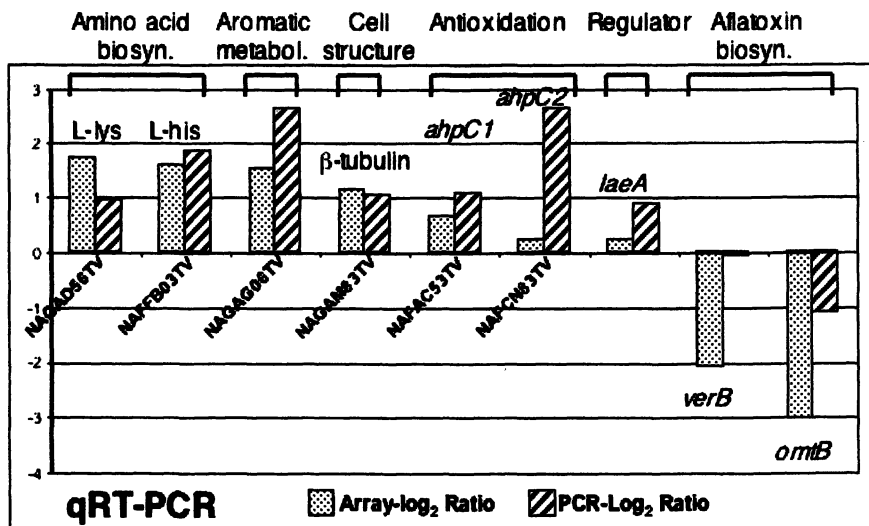 Amino acid biosyn.
Aromatic metabol.
Cell structure
Antioxidation
Regulator
Aflatoxin biosyn.
3
2
1
0
-1
-2
-3
-4
L-lys
L-his
β-tubulin
ahpC1
ahpC2
laeA
verB
omtB
NAGAD56TV
NAFFB03TV
NAGAG06TV
NAGAN83TV
NAFAC53TV
NAFCN63TV
qRT-PCR
Array-log2 Ratio
PCR-Log2 Ratio